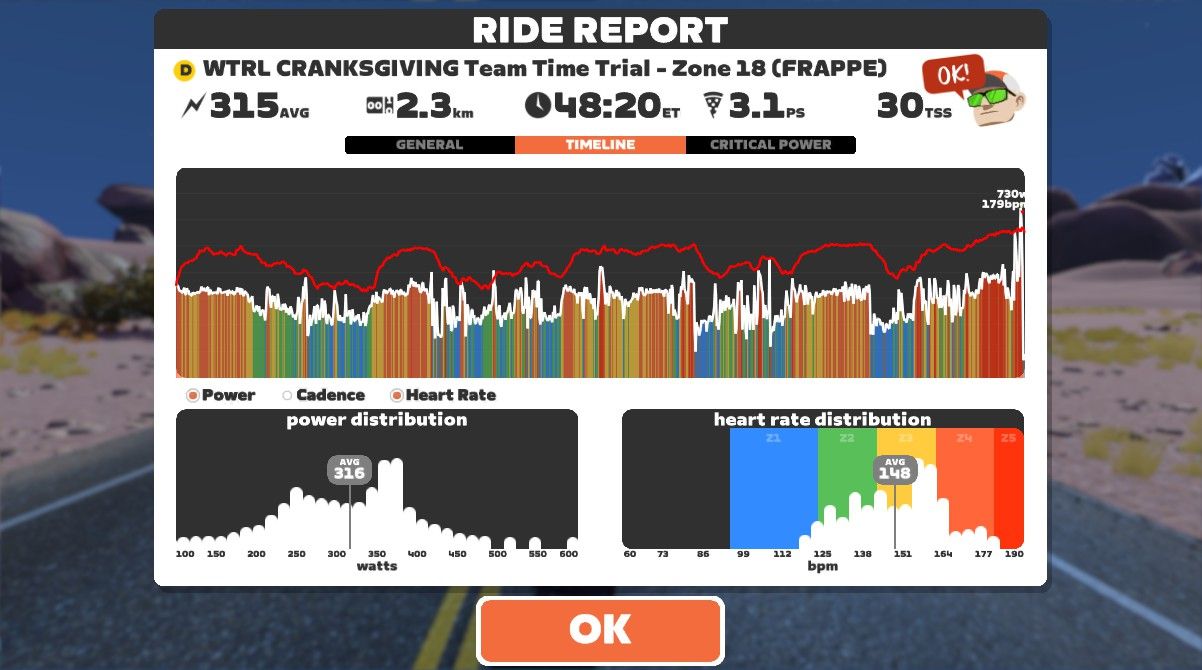 RIDE REPORT
D WTRL CRANKSGIVING Team Time Trial - Zone 18 (FRAPPE)
OK!
315AVG 2.3km 48:20ET 3.1PS 30TSS
GENERAL TIMELINE CRITICAL POWER
730w
179bpm
Power Cadence Heart Rate
power distribution
AVG
316
100 150 200 250 300 350 400 450 500 550 600
watts
heart rate distribution
Z1 Z2 Z3 Z4 Z5
AVG
148
60 73 86 99 112 125 138 151 164 177 190
bpm
OK